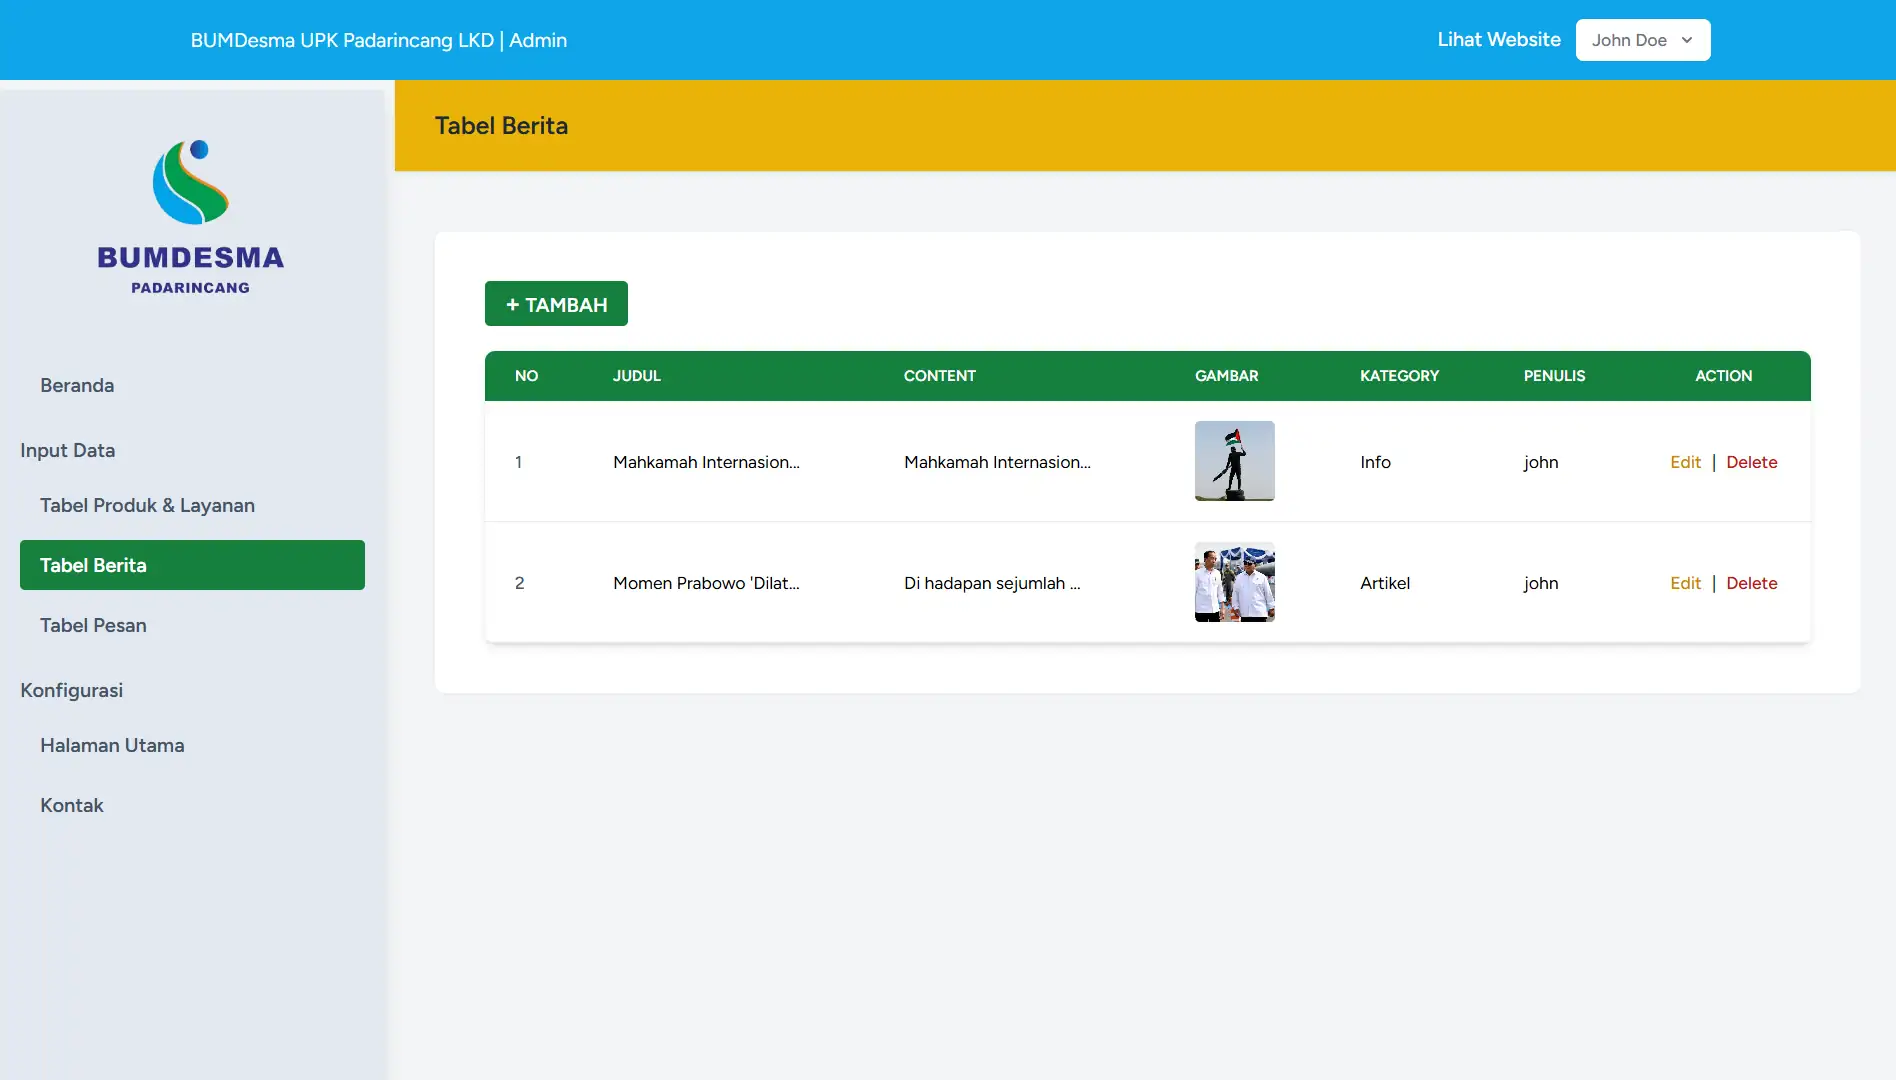 BUMDesma UPK Padarincang LKD | Admin
Lihat Website
John Doe
BUMDESMA
PADARINCANG
Beranda
Input Data
Tabel Produk & Layanan
Tabel Berita
Tabel Pesan
Konfigurasi
Halaman Utama
Kontak
Tabel Berita
+ TAMBAH
NO JUDUL CONTENT GAMBAR KATEGORY PENULIS ACTION
1 Mahkamah Internasion... Mahkamah Internasion... Info john Edit | Delete
2 Momen Prabowo 'Dilat... Di hadapan sejumlah ... Artikel john Edit | Delete